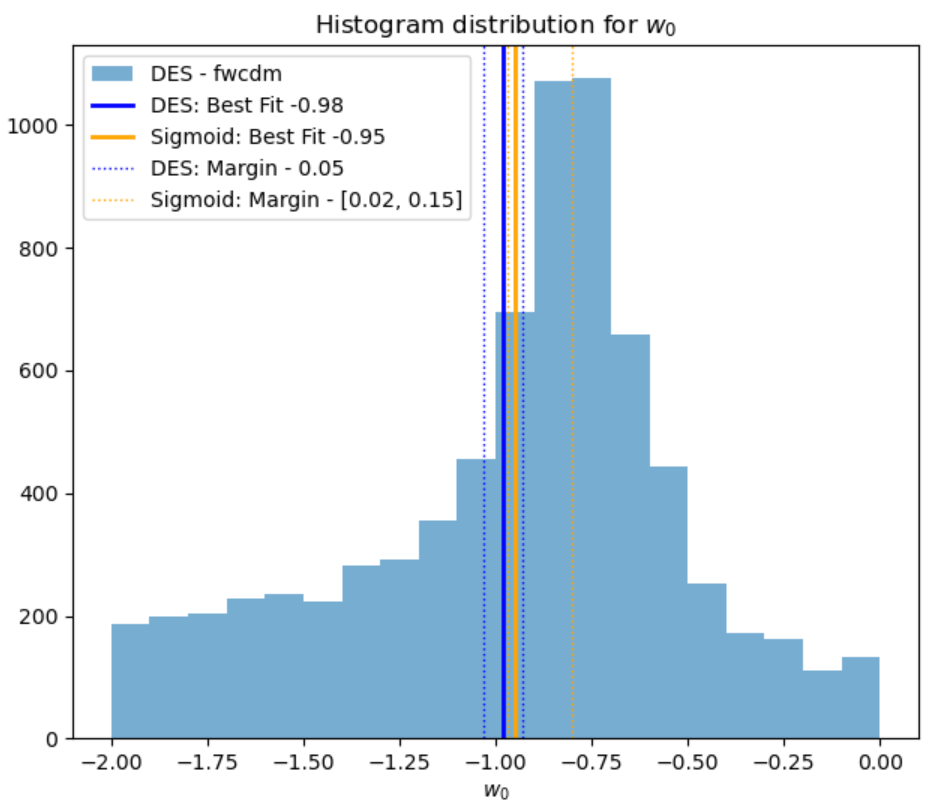 Histogram distribution for w₀
DES - fwcdm
DES: Best Fit -0.98
Sigmoid: Best Fit -0.95
DES: Margin - 0.05
Sigmoid: Margin - [0.02, 0.15]
1000
800
600
400
200
0
−2.00 −1.75 −1.50 −1.25 −1.00 −0.75 −0.50 −0.25 0.00
w₀